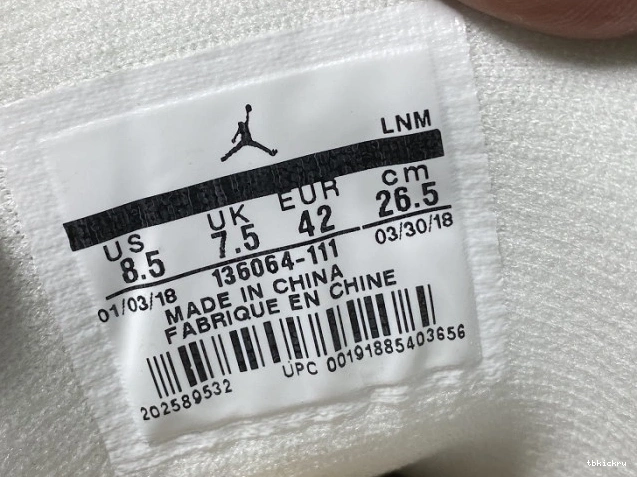 LNM
US UK EUR cm
8.5 7.5 42 26.5
01/03/18 136064-111 03/30/18
MADE IN CHINA
FABRIQUE EN CHINE
202589532 UPC 00191885403656
tbkickru